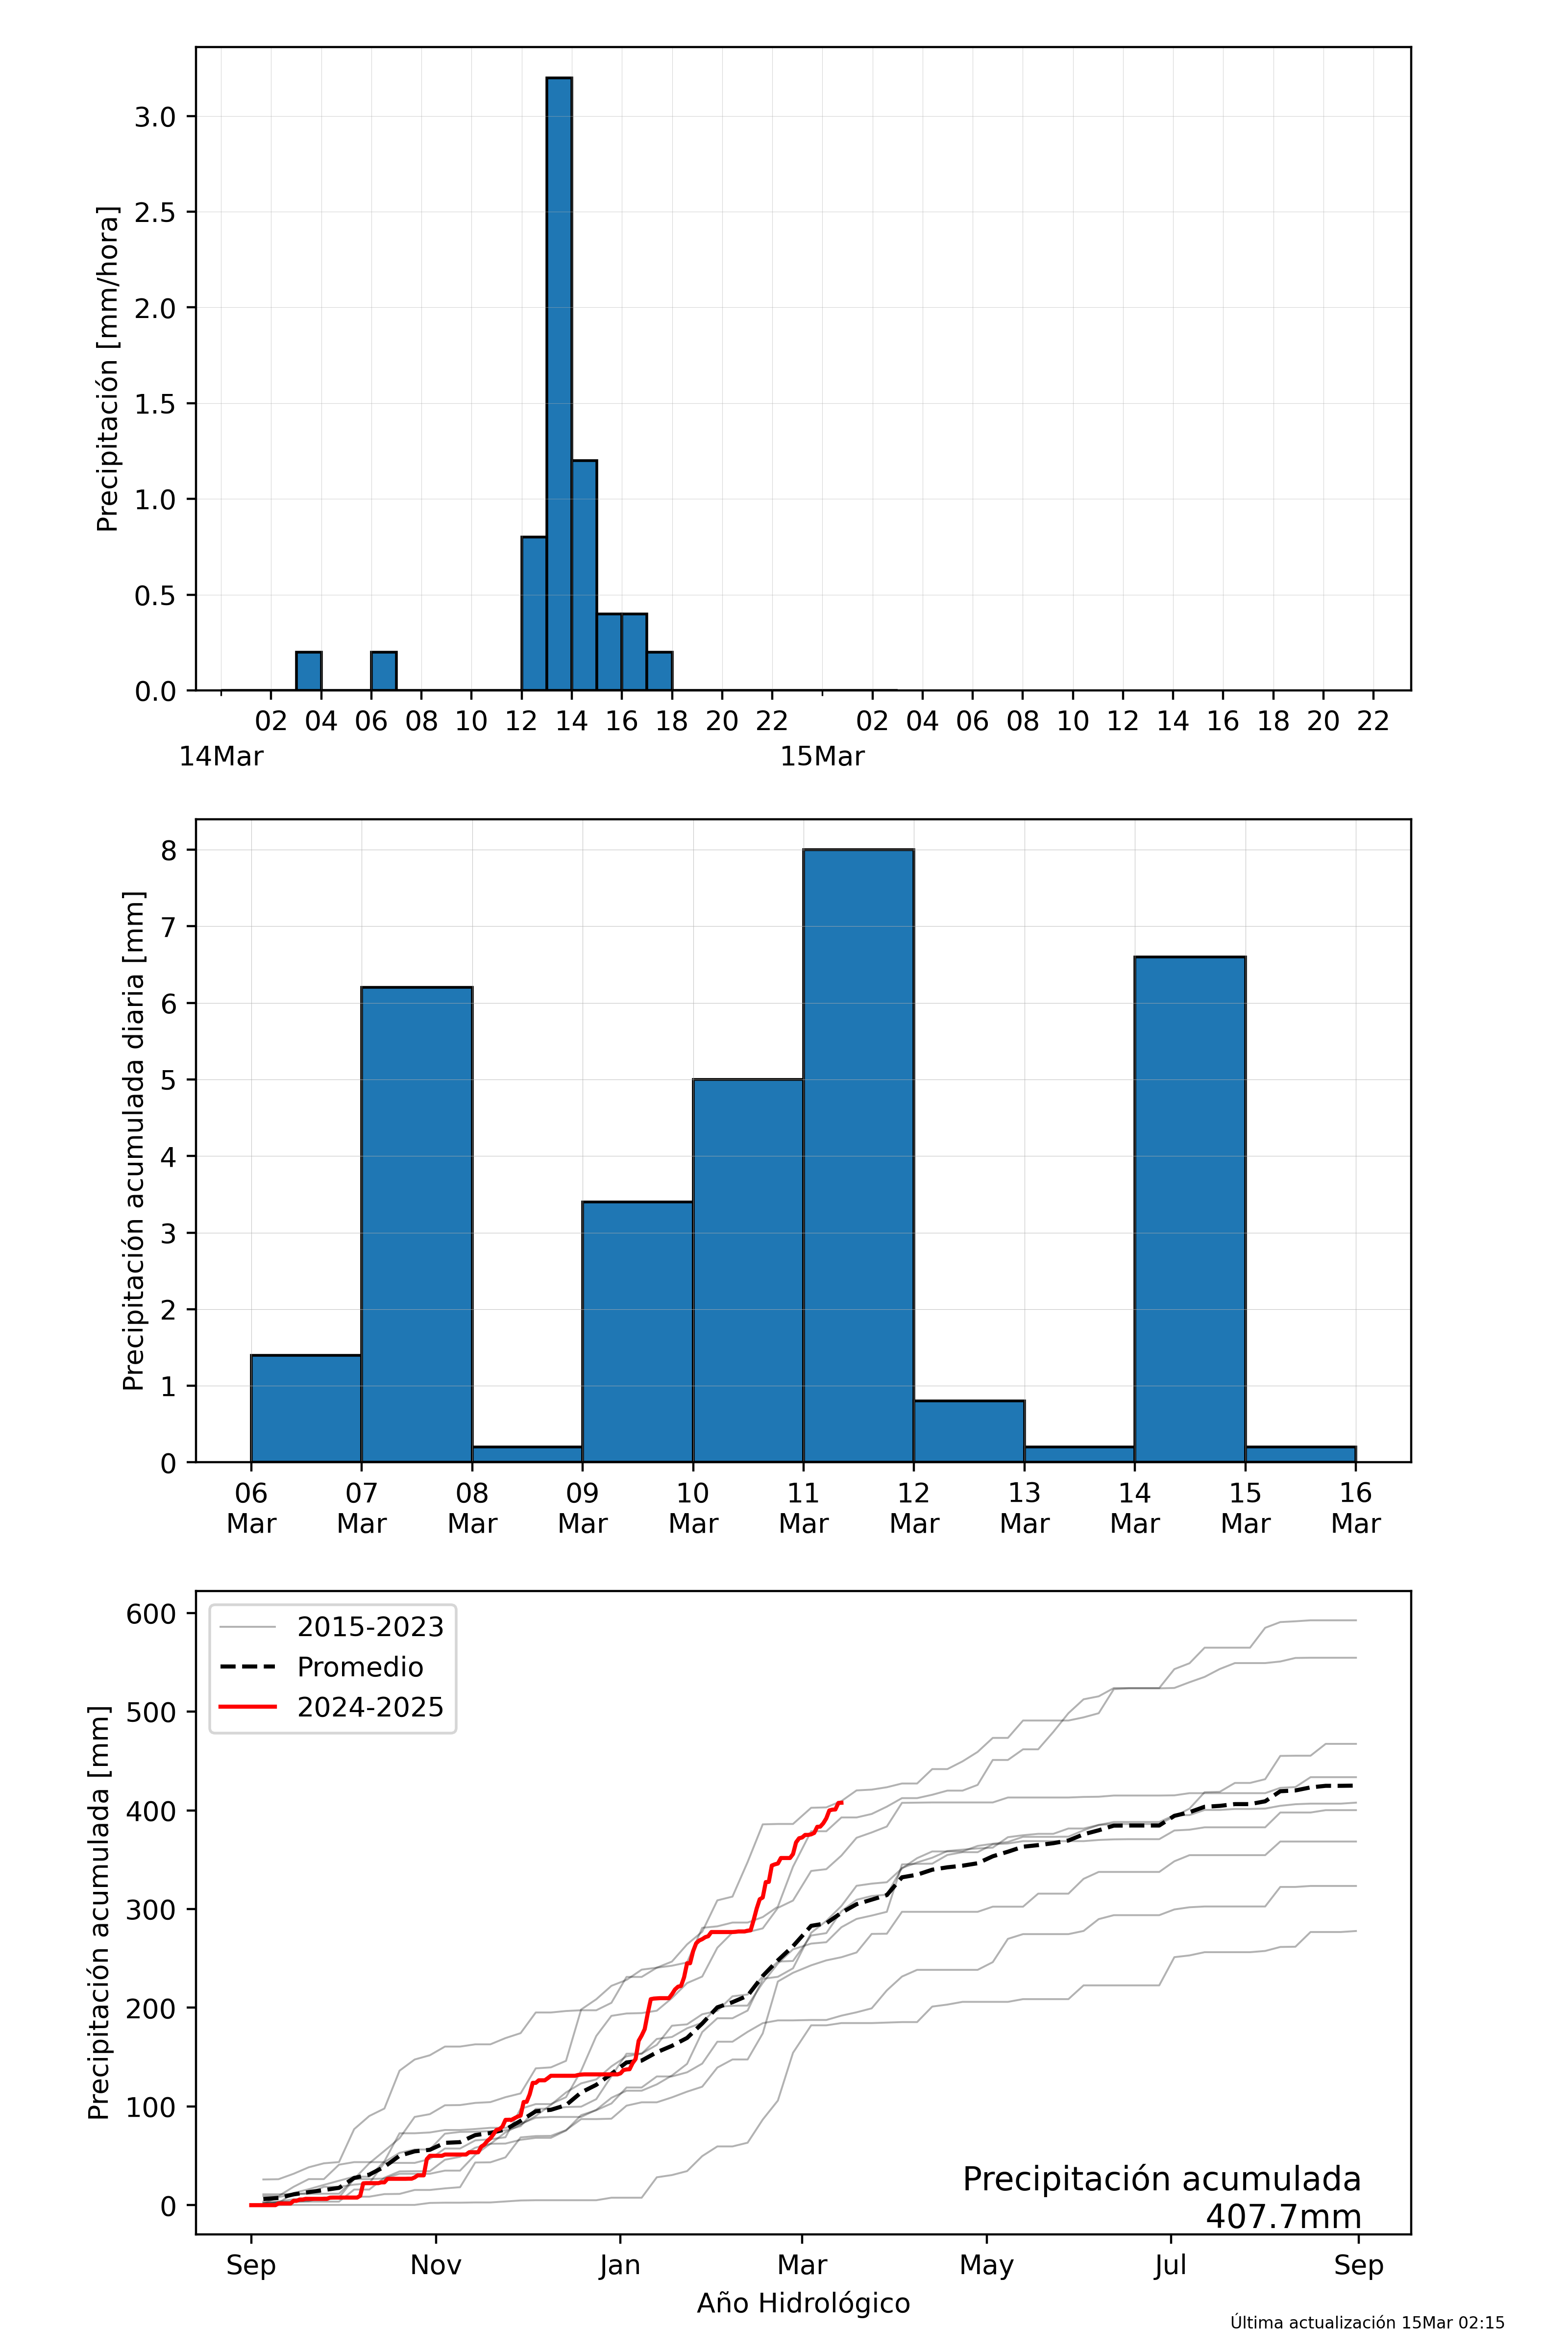 Precipitación [mm/hora]
3.0
2.5
2.0
1.5
1.0
0.5
0.0
02 04 06 08 10 12 14 16 18 20 22 02 04 06 08 10 12 14 16 18 20 22
14Mar 15Mar
Precipitación acumulada diaria [mm]
8
7
6
5
4
3
2
1
0
06 07 08 09 10 11 12 13 14 15 16
Mar Mar Mar Mar Mar Mar Mar Mar Mar Mar Mar
Precipitación acumulada [mm]
600
500
400
300
200
100
0
2015-2023
Promedio
2024-2025
Precipitación acumulada
407.7mm
Sep Nov Jan Mar May Jul Sep
Año Hidrológico
Última actualización 15Mar 02:15